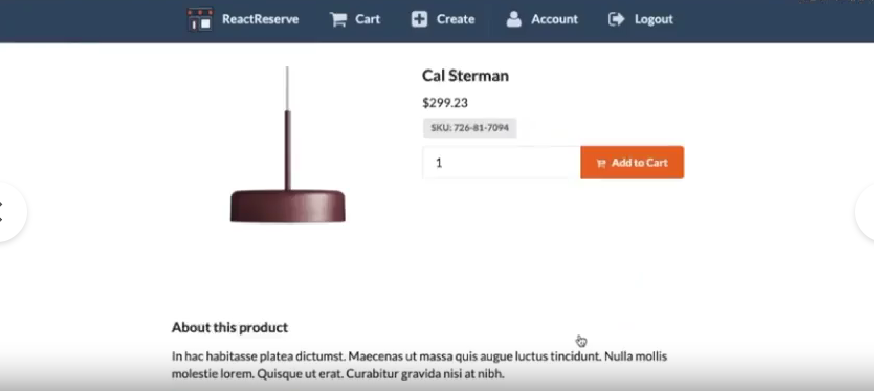 ReactReserve Cart Create Account Logout
Cal Sterman
$299.23
SKU: 726-81-7094
1 Add to Cart
About this product
In hac habitasse platea dictumst. Maecenas ut massa quis augue luctus tincidunt. Nulla mollis
molestie lorem. Quisque ut erat. Curabitur gravida nisi at nibh.